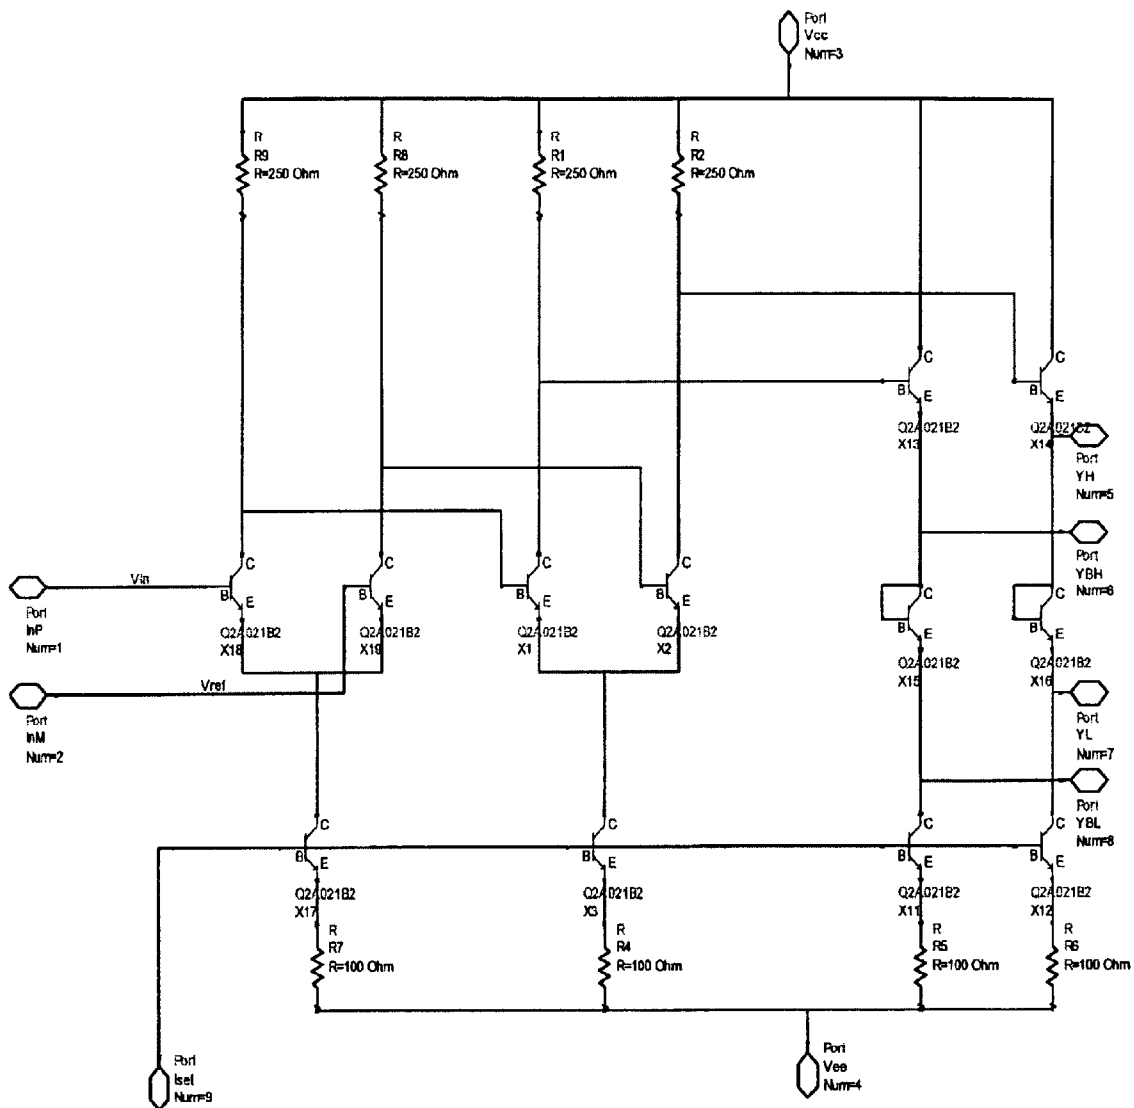 Port
Vcc
Num=3
R
R9
R=250 Ohm
R
R8
R=250 Ohm
R
R1
R=250 Ohm
R
R2
R=250 Ohm
C
B
E
Q2A021B2
X13
C
B
E
Q2A021B2
X14
Port
YH
Num=5
Port
YBH
Num=6
Port
InP
Num=1
Vin
C
B
E
Q2A021B2
X18
C
B
E
Q2A021B2
X19
C
B
E
Q2A021B2
X1
C
B
E
Q2A021B2
X2
C
B
E
Q2A021B2
X15
C
B
E
Q2A021B2
X16
Vref
Port
InM
Num=2
Port
YL
Num=7
Port
YBL
Num=8
C
B
E
Q2A021B2
X17
C
B
E
Q2A021B2
X3
C
B
E
Q2A021B2
X11
C
B
E
Q2A021B2
X12
R
R7
R=100 Ohm
R
R4
R=100 Ohm
R
R5
R=100 Ohm
R
R6
R=100 Ohm
Port
Iset
Num=9
Port
Vee
Num=4